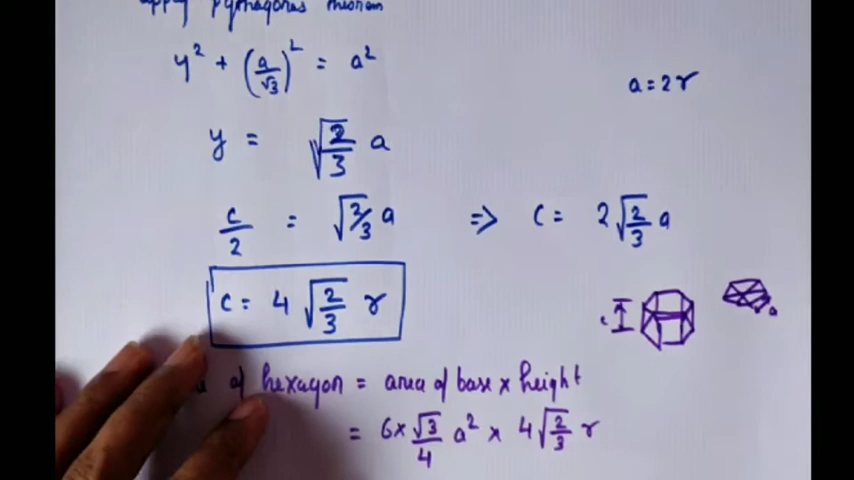 apply pythagoras theorem
y² + (a/√3)² = a²
a = 2r
y = √(2/3) a
c/2 = √(2/3) a => c = 2√(2/3) a
c = 4√(2/3) r
c
a
of hexagon = area of base × height
= 6 × √3/4 a² × 4√(2/3) r